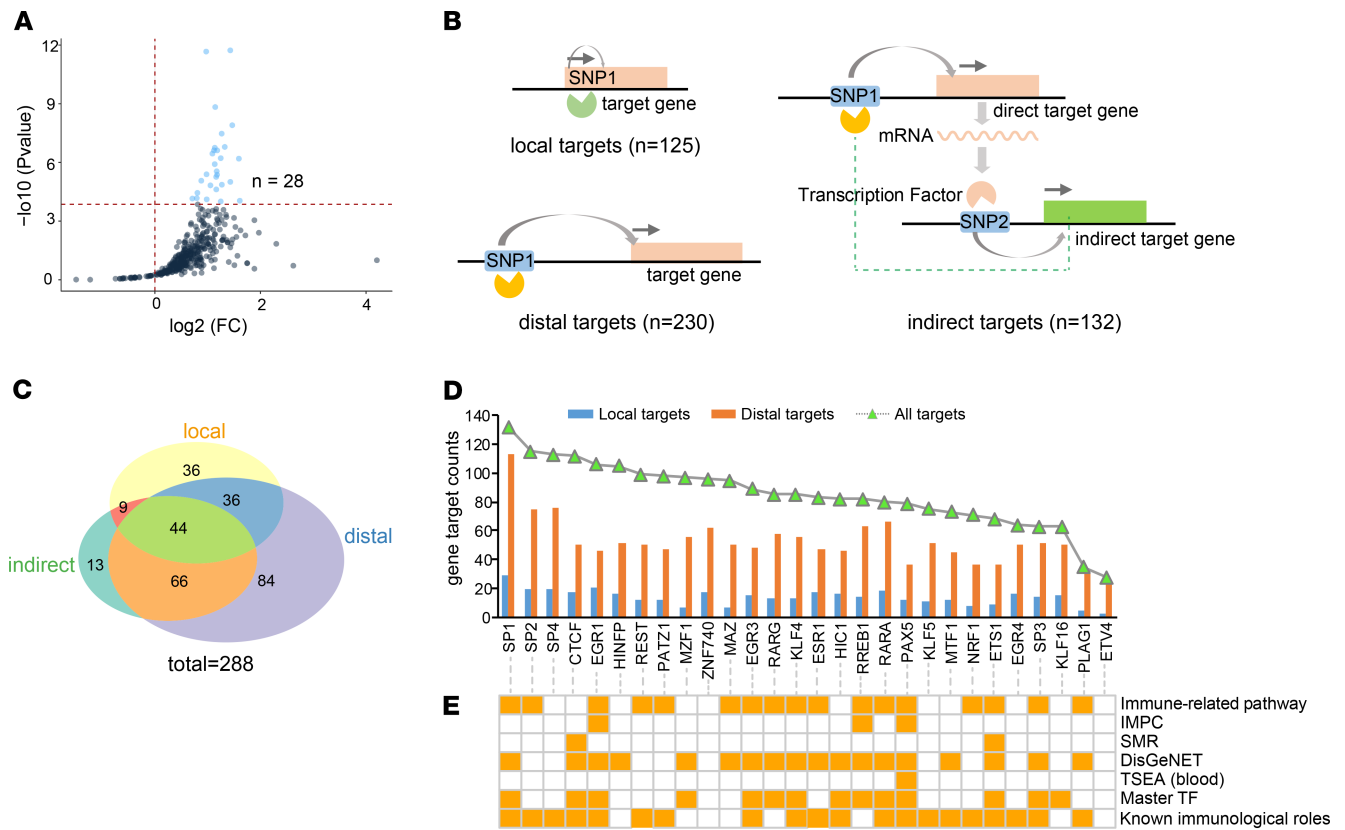 A
12
9
6
3
0
−lo10 (Pvalue)
n = 28
0
2
4
log2 (FC)
B
SNP1
target gene
local targets (n=125)
SNP1
target gene
distal targets (n=230)
SNP1
direct target gene
mRNA
Transcription Factor
SNP2
indirect target gene
indirect targets (n=132)
C
local
36
9
36
44
distal
indirect
13
66
84
total=288
D
Local targets
Distal targets
All targets
gene target counts
140
120
100
80
60
40
20
0
SP1
SP2
SP4
CTCF
EGR1
HINFP
REST
PATZ1
MZF1
ZNF740
MAZ
EGR3
RARG
KLF4
ESR1
HIC1
RREB1
RARA
PAX5
KLF5
MTF1
NRF1
ETS1
EGR4
SP3
KLF16
PLAG1
ETV4
E
Immune-related pathway
IMPC
SMR
DisGeNET
TSEA (blood)
Master TF
Known immunological roles